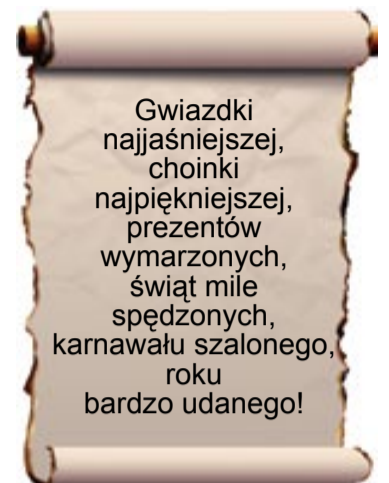 Gwiazdki
najjaśniejszej,
choinki
najpiękniejszej,
prezentów
wymarzonych,
świąt mile
spędzonych,
karnawału szalonego,
roku
bardzo udanego!